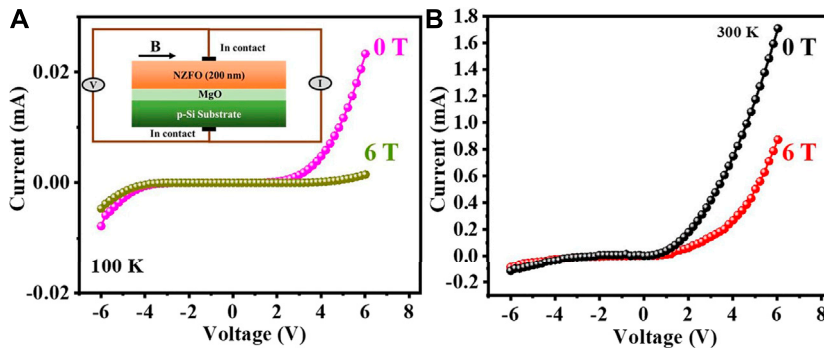 A
0.02
0.00
-0.02
Current (mA)
B
In contact
NZFO (200 nm)
MgO
p-Si Substrate
In contact
V
I
0 T
6 T
100 K
-6 -4 -2 0 2 4 6 8
Voltage (V)
B
1.8
1.6
1.4
1.2
1.0
0.8
0.6
0.4
0.2
0.0
-0.2
Current (mA)
300 K
0 T
6 T
-6 -4 -2 0 2 4 6 8
Voltage (V)